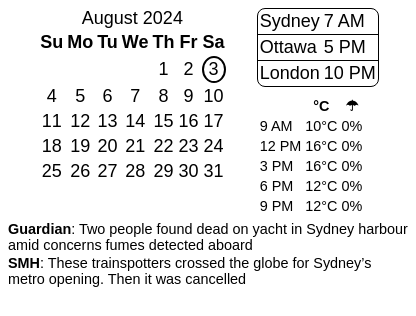 August 2024
Su Mo Tu We Th Fr Sa
1 2 3
4 5 6 7 8 9 10
11 12 13 14 15 16 17
18 19 20 21 22 23 24
25 26 27 28 29 30 31
Sydney 7 AM
Ottawa 5 PM
London 10 PM
°C ☂
9 AM 10°C 0%
12 PM 16°C 0%
3 PM 16°C 0%
6 PM 12°C 0%
9 PM 12°C 0%
Guardian: Two people found dead on yacht in Sydney harbour
amid concerns fumes detected aboard
SMH: These trainspotters crossed the globe for Sydney’s
metro opening. Then it was cancelled